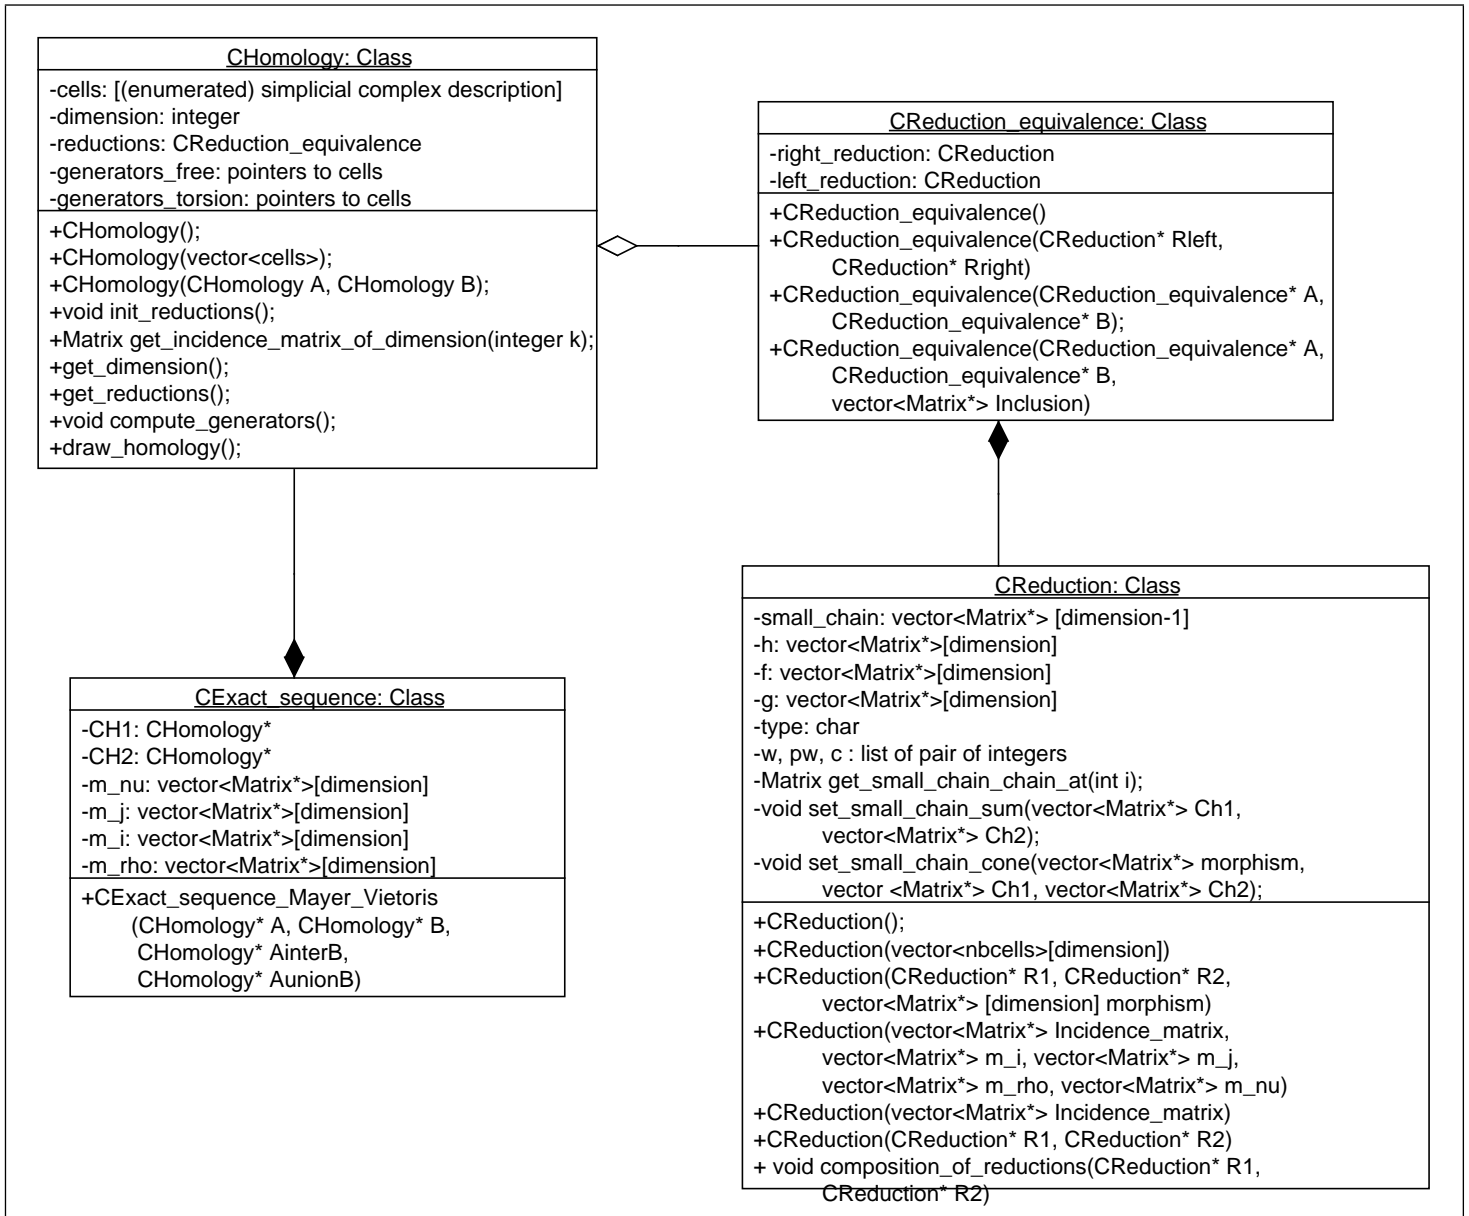 CHomology: Class
-cells: [(enumerated) simplicial complex description]
-dimension: integer
-reductions: CReduction_equivalence
-generators_free: pointers to cells
-generators_torsion: pointers to cells
+CHomology();
+CHomology(vector<cells>);
+CHomology(CHomology A, CHomology B);
+void init_reductions();
+Matrix get_incidence_matrix_of_dimension(integer k);
+get_dimension();
+get_reductions();
+void compute_generators();
+draw_homology();
CReduction_equivalence: Class
-right_reduction: CReduction
-left_reduction: CReduction
+CReduction_equivalence()
+CReduction_equivalence(CReduction* Rleft,
CReduction* Rright)
+CReduction_equivalence(CReduction_equivalence* A,
CReduction_equivalence* B);
+CReduction_equivalence(CReduction_equivalence* A,
CReduction_equivalence* B,
vector<Matrix*> Inclusion)
CExact_sequence: Class
-CH1: CHomology*
-CH2: CHomology*
-m_nu: vector<Matrix*>[dimension]
-m_j: vector<Matrix*>[dimension]
-m_i: vector<Matrix*>[dimension]
-m_rho: vector<Matrix*>[dimension]
+CExact_sequence_Mayer_Vietoris
(CHomology* A, CHomology* B,
CHomology* AinterB,
CHomology* AunionB)
CReduction: Class
-small_chain: vector<Matrix*> [dimension-1]
-h: vector<Matrix*>[dimension]
-f: vector<Matrix*>[dimension]
-g: vector<Matrix*>[dimension]
-type: char
-w, pw, c : list of pair of integers
-Matrix get_small_chain_chain_at(int i);
-void set_small_chain_sum(vector<Matrix*> Ch1,
vector<Matrix*> Ch2);
-void set_small_chain_cone(vector<Matrix*> morphism,
vector <Matrix*> Ch1, vector<Matrix*> Ch2);
+CReduction();
+CReduction(vector<nbcells>[dimension])
+CReduction(CReduction* R1, CReduction* R2,
vector<Matrix*> [dimension] morphism)
+CReduction(vector<Matrix*> Incidence_matrix,
vector<Matrix*> m_i, vector<Matrix*> m_j,
vector<Matrix*> m_rho, vector<Matrix*> m_nu)
+CReduction(vector<Matrix*> Incidence_matrix)
+CReduction(CReduction* R1, CReduction* R2)
+ void composition_of_reductions(CReduction* R1,
CReduction* R2)